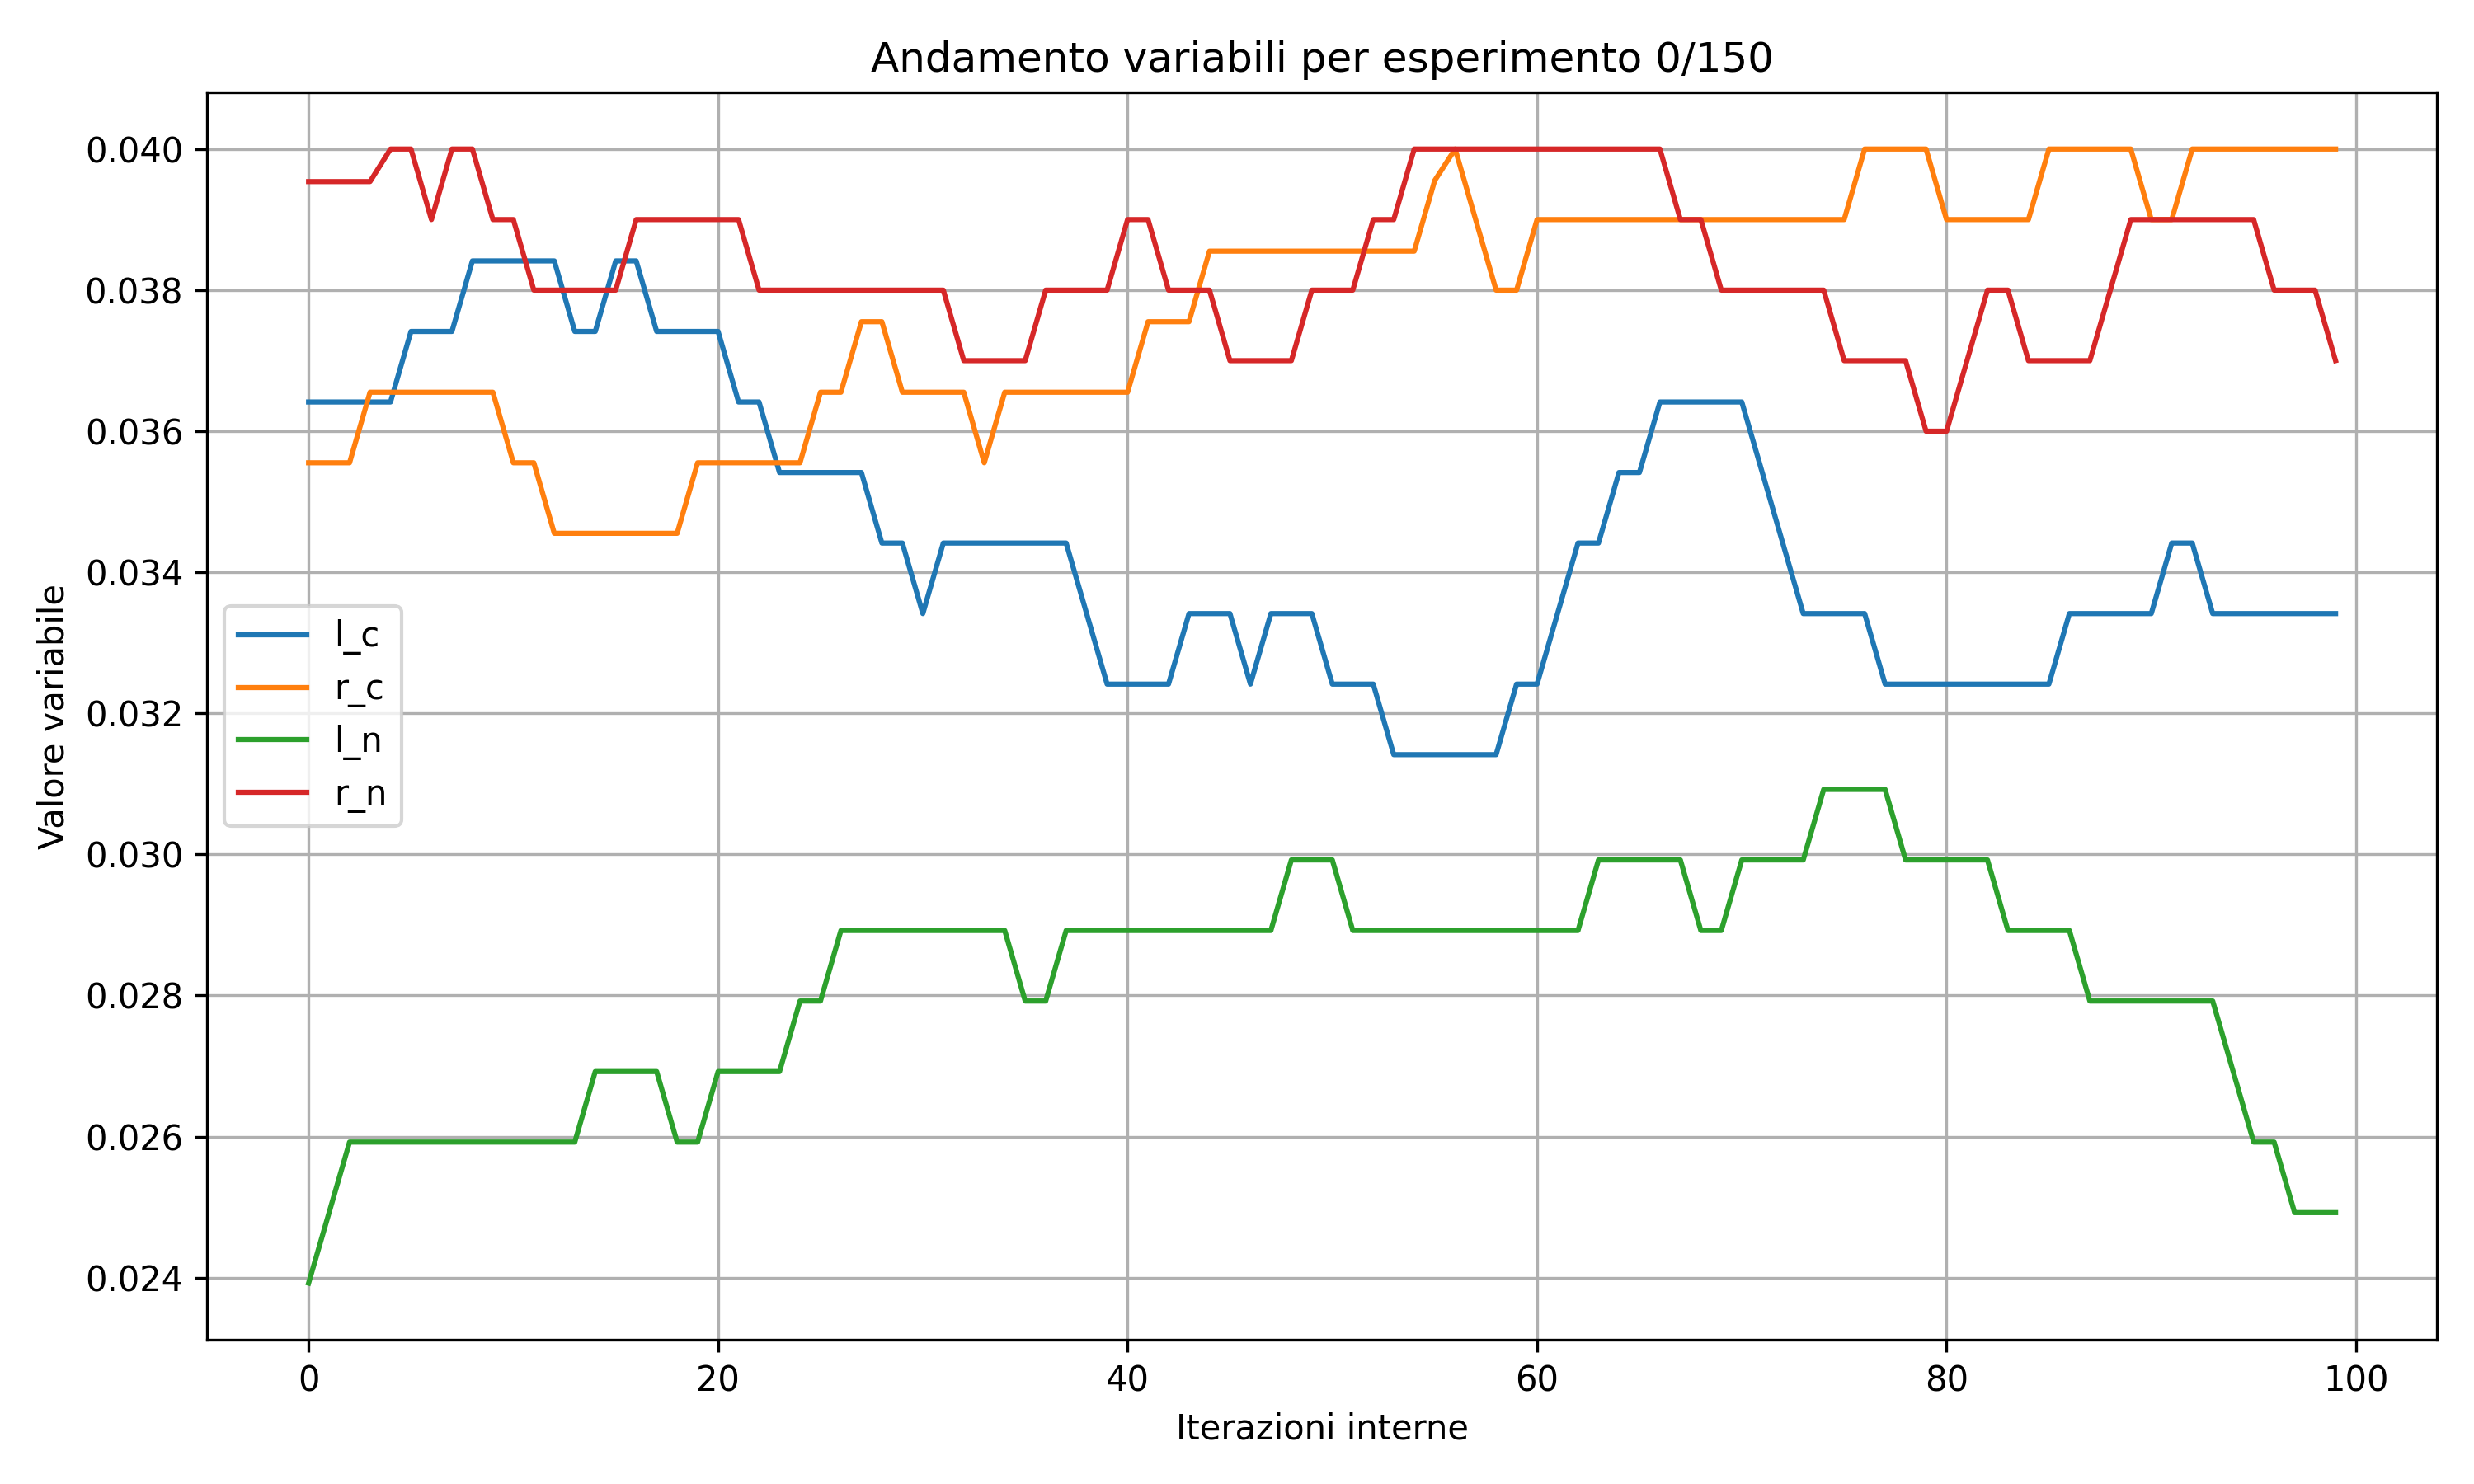 Andamento variabili per esperimento 0/150
Valore variabile
0.040
0.038
0.036
0.034
0.032
0.030
0.028
0.026
0.024
l_c
r_c
l_n
r_n
0 20 40 60 80 100
Iterazioni interne